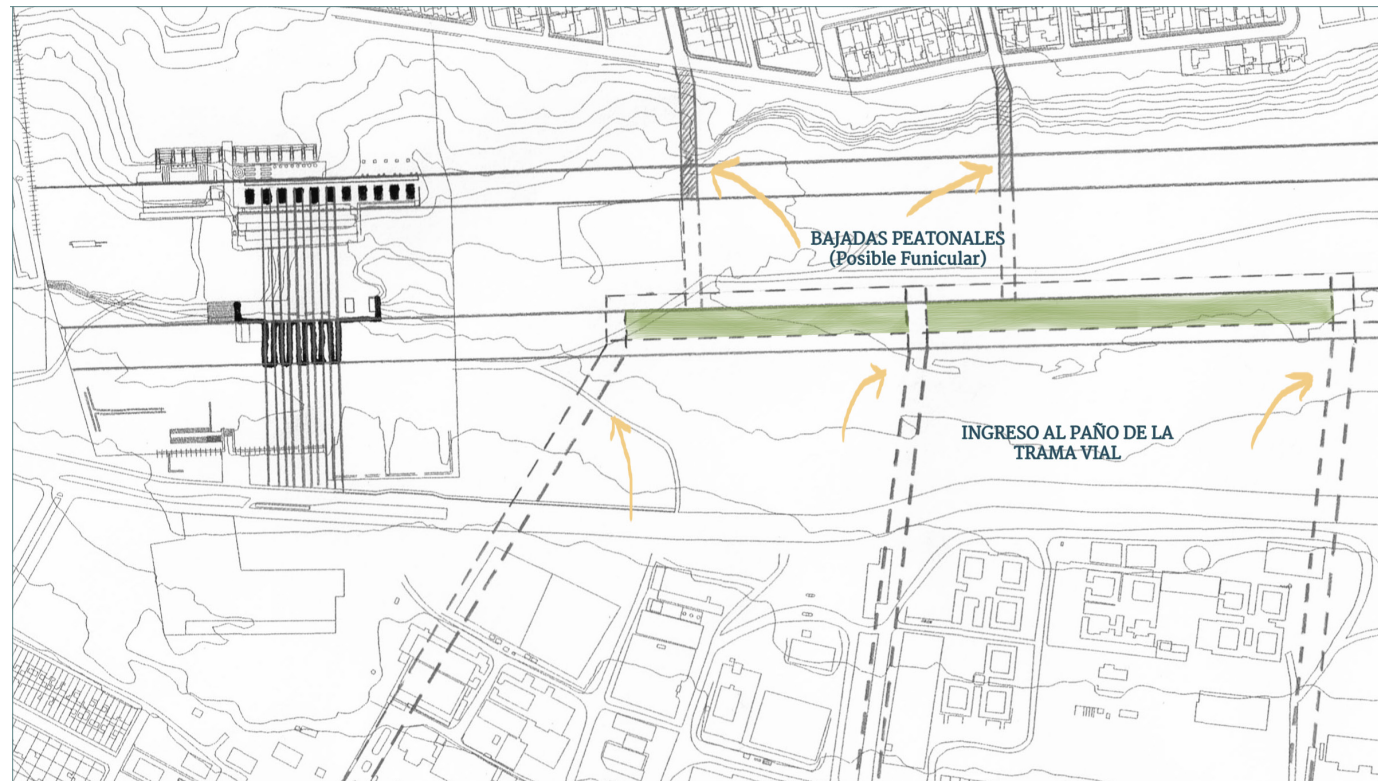 BAJADAS PEATONALES
(Posible Funicular)
INGRESO AL PAÑO DE LA
TRAMA VIAL